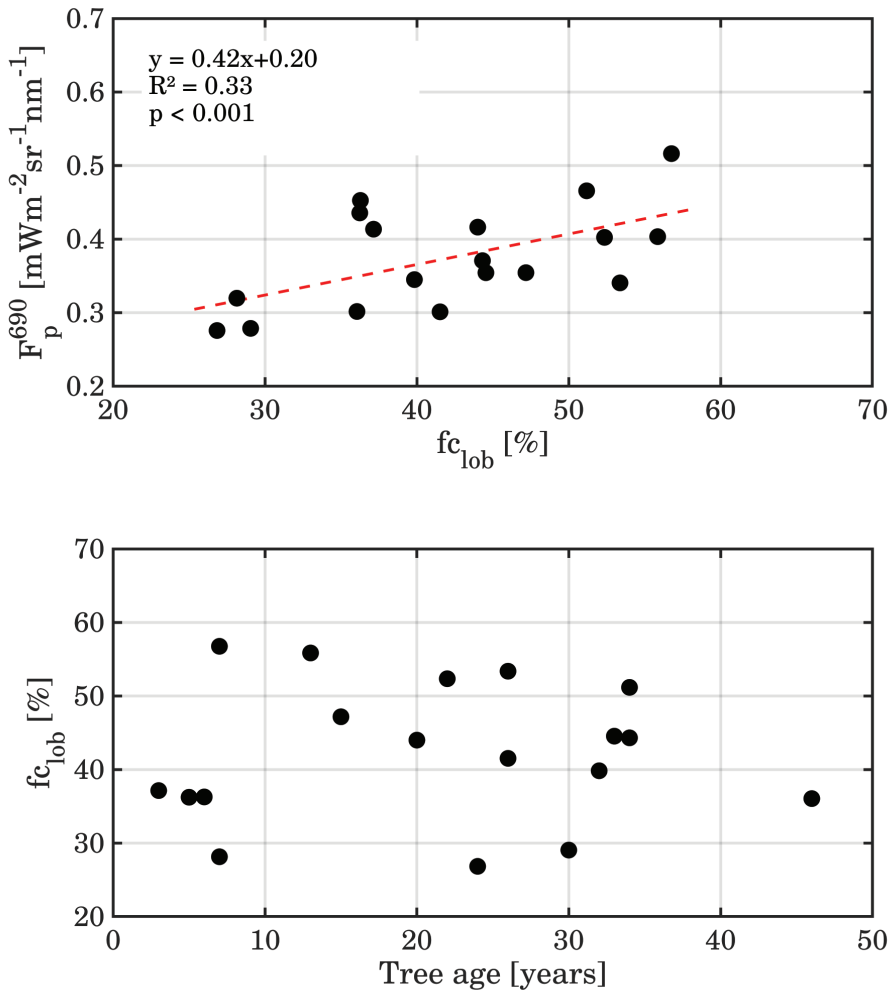 0.7
0.6
0.5
0.4
0.3
0.2
y = 0.42x+0.20
R² = 0.33
p < 0.001
F_p^690 [mWm^-2sr^-1nm^-1]
20 30 40 50 60 70
fc_lob [%]
70
60
50
40
30
20
fc_lob [%]
0 10 20 30 40 50
Tree age [years]